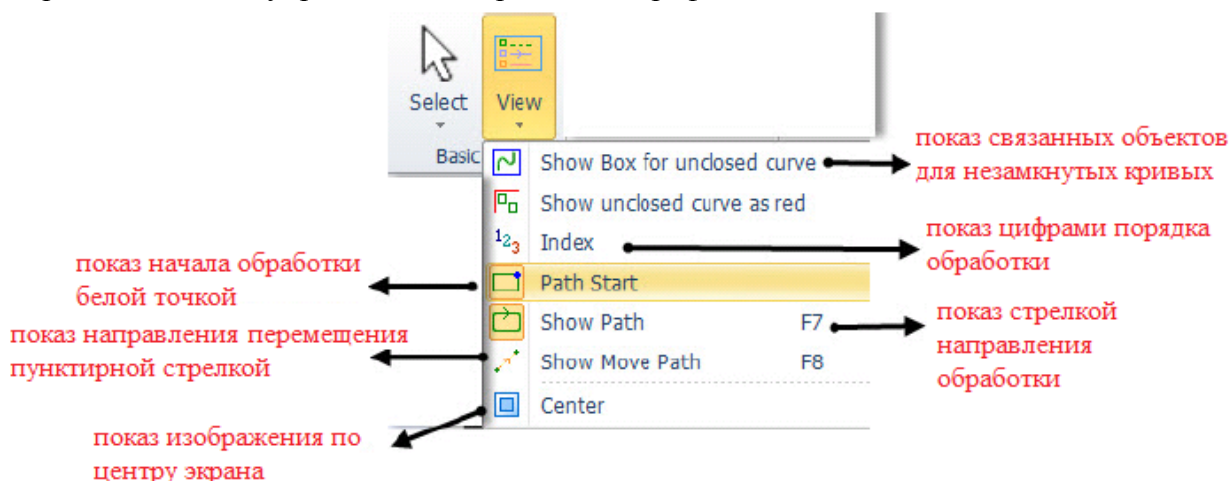 Select
View
Basic
Show Box for unclosed curve
Show unclosed curve as red
123 Index
Path Start
Show Path F7
Show Move Path F8
Center
показ связанных объектов
для незамкнутых кривых
показ цифрами порядка
обработки
показ начала обработки
белой точкой
показ стрелкой
направления
обработки
показ направления перемещения
пунктирной стрелкой
показ изображения по
центру экрана